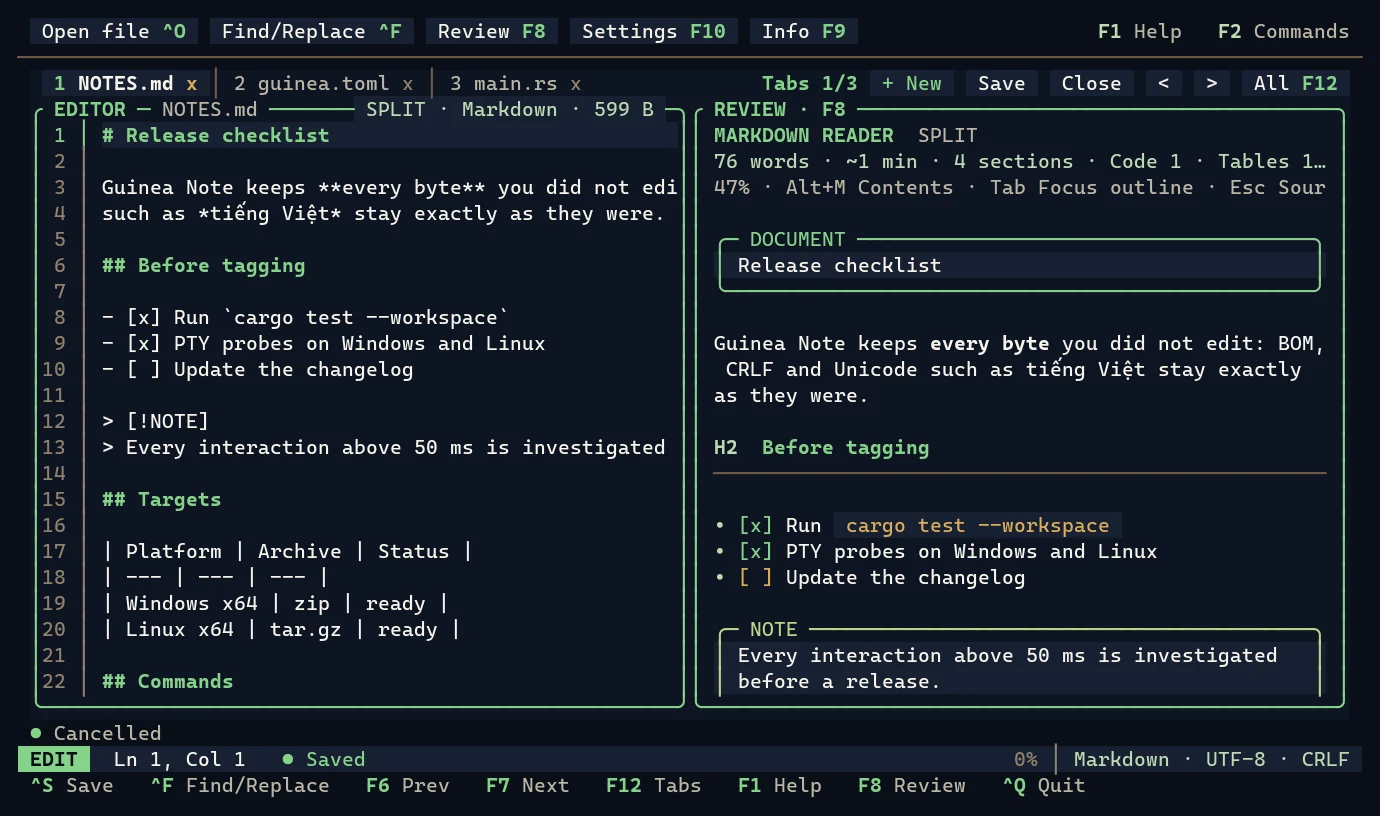 Open file ^O Find/Replace ^F Review F8 Settings F10 Info F9 F1 Help F2 Commands
1 NOTES.md x │ 2 guinea.toml x │ 3 main.rs x Tabs 1/3 + New Save Close < > All F12
EDITOR — NOTES.md SPLIT · Markdown · 599 B
1 # Release checklist
2
3 Guinea Note keeps **every byte** you did not edi
4 such as *tiếng Việt* stay exactly as they were.
5
6 ## Before tagging
7
8 - [x] Run `cargo test --workspace`
9 - [x] PTY probes on Windows and Linux
10 - [ ] Update the changelog
11
12 > [!NOTE]
13 > Every interaction above 50 ms is investigated
14
15 ## Targets
16
17 | Platform | Archive | Status |
18 | --- | --- | --- |
19 | Windows x64 | zip | ready |
20 | Linux x64 | tar.gz | ready |
21
22 ## Commands
REVIEW · F8
MARKDOWN READER SPLIT
76 words · ~1 min · 4 sections · Code 1 · Tables 1…
47% · Alt+M Contents · Tab Focus outline · Esc Sour
DOCUMENT
Release checklist
Guinea Note keeps every byte you did not edit: BOM,
CRLF and Unicode such as tiếng Việt stay exactly
as they were.
H2 Before tagging
• [x] Run cargo test --workspace
• [x] PTY probes on Windows and Linux
• [ ] Update the changelog
NOTE
Every interaction above 50 ms is investigated
before a release.
● Cancelled
EDIT Ln 1, Col 1 ● Saved 0% │ Markdown · UTF-8 · CRLF
^S Save ^F Find/Replace F6 Prev F7 Next F12 Tabs F1 Help F8 Review ^Q Quit